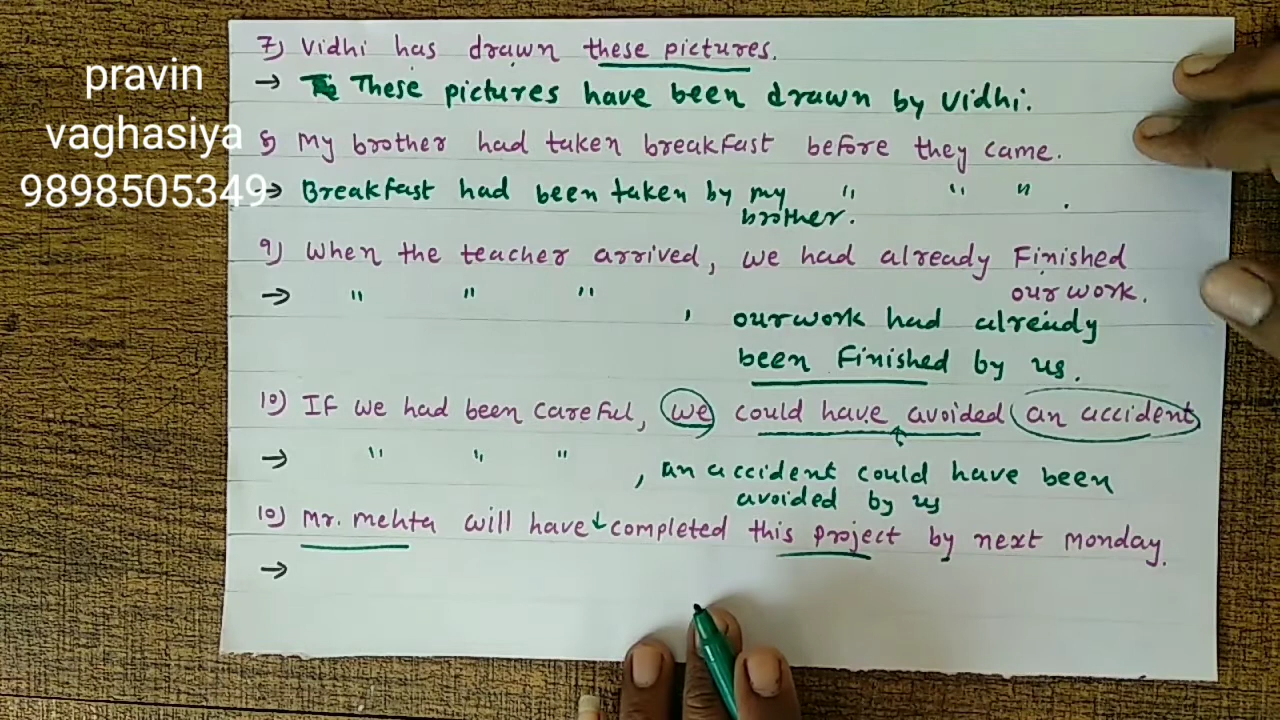 pravin
vaghasiya
9898505349
7) Vidhi has drawn these pictures.
→ These pictures have been drawn by Vidhi.
8) My brother had taken breakfast before they came.
→ Breakfast had been taken by my " " " .
brother.
9) When the teacher arrived, we had already Finished
our work.
→ " " "
, our work had already
been Finished by us.
10) If we had been careful, we could have avoided an accident
→ " " " , an accident could have been
avoided by us
10) Mr. Mehta will have completed this project by next Monday.
→